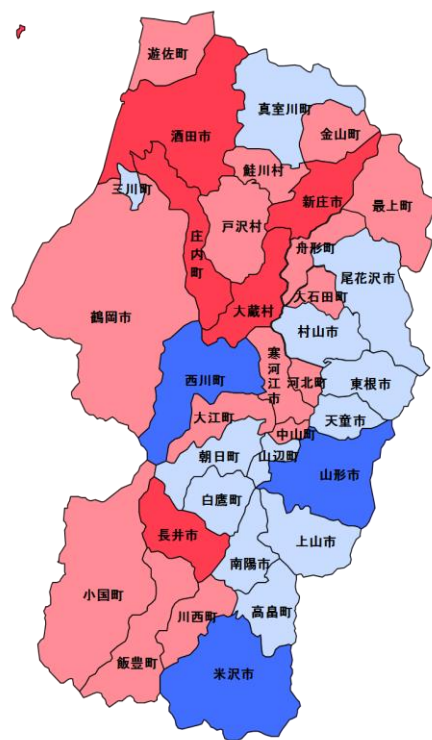 遊佐町
真室川町
酒田市
金山町
鮭川村
三川町
新庄市
最上町
戸沢村
庄内町
舟形町
尾花沢市
大石田町
大蔵村
鶴岡市
村山市
寒河江市
西川町
河北町
東根市
大江町
天童市
中山町
朝日町
山辺町
山形市
白鷹町
長井市
上山市
南陽市
小国町
川西町
高畠町
飯豊町
米沢市